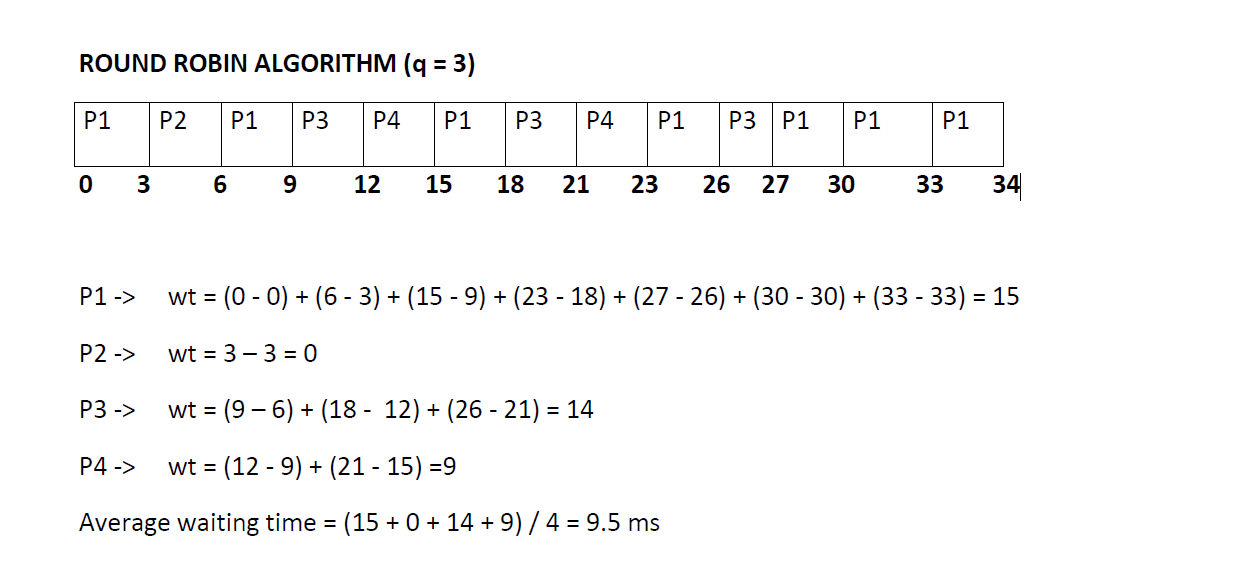 ROUND ROBIN ALGORITHM (q = 3)
P1 P2 P1 P3 P4 P1 P3 P4 P1 P3 P1 P1 P1
0 3 6 9 12 15 18 21 23 26 27 30 33 34
P1 -> wt = (0 - 0) + (6 - 3) + (15 - 9) + (23 - 18) + (27 - 26) + (30 - 30) + (33 - 33) = 15
P2 -> wt = 3 – 3 = 0
P3 -> wt = (9 – 6) + (18 - 12) + (26 - 21) = 14
P4 -> wt = (12 - 9) + (21 - 15) =9
Average waiting time = (15 + 0 + 14 + 9) / 4 = 9.5 ms